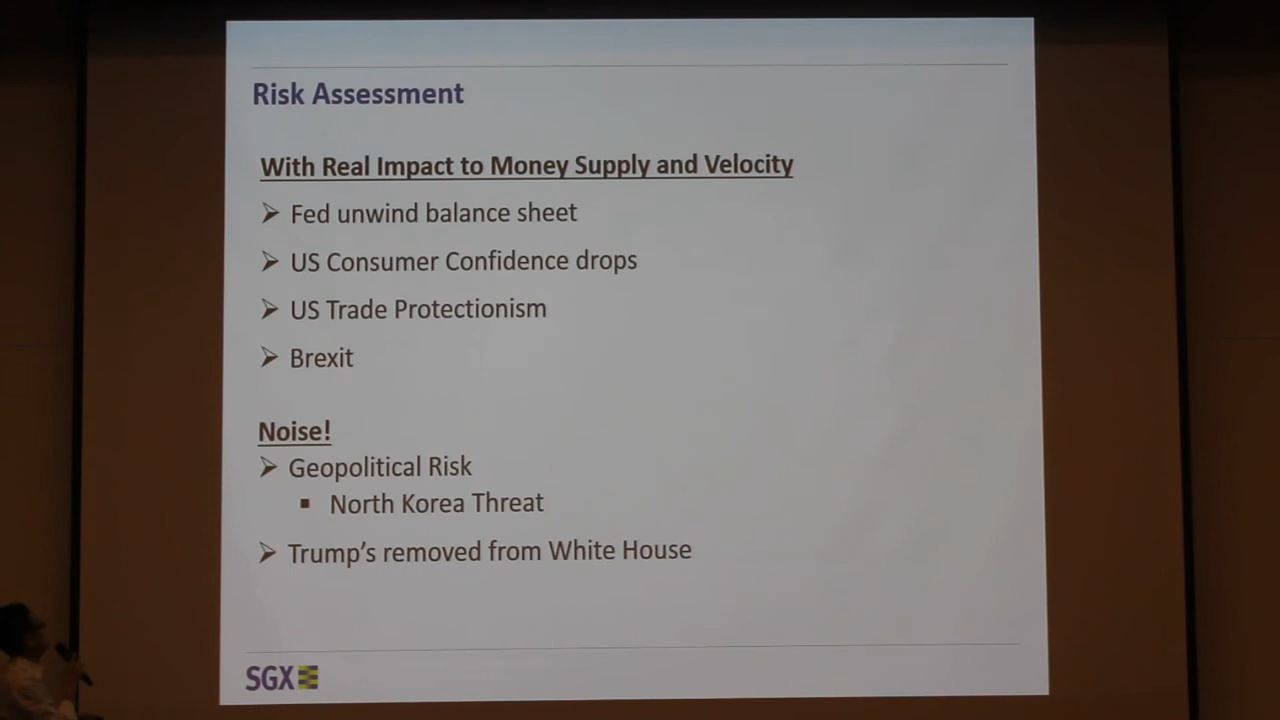 Risk Assessment
With Real Impact to Money Supply and Velocity
Fed unwind balance sheet
US Consumer Confidence drops
US Trade Protectionism
Brexit
Noise!
Geopolitical Risk
North Korea Threat
Trump's removed from White House
SGX